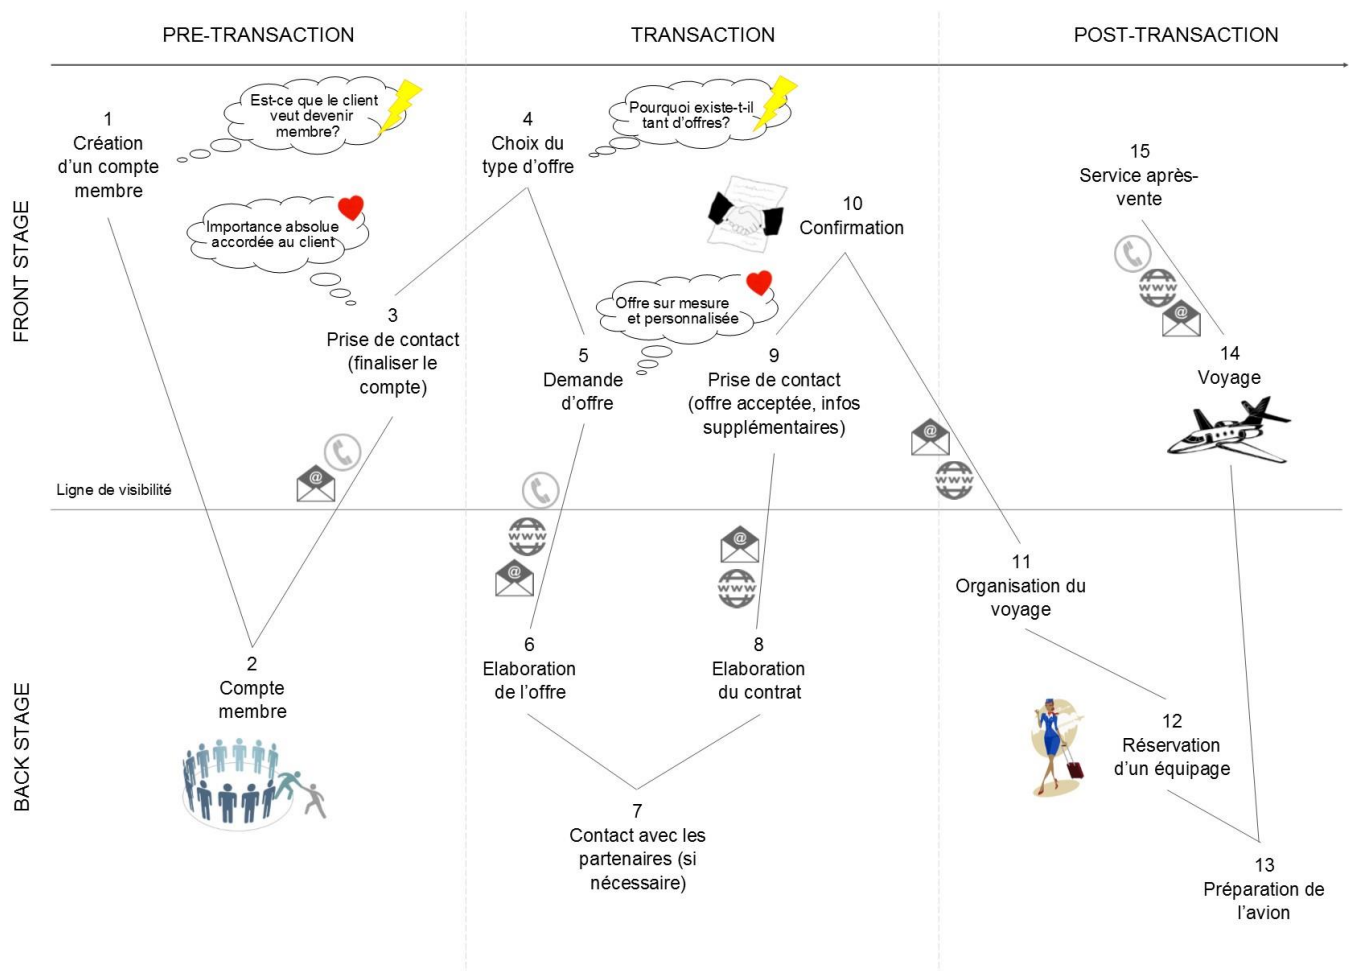 PRE-TRANSACTION
TRANSACTION
POST-TRANSACTION
FRONT STAGE
BACK STAGE
1
Création
d'un compte
membre
Est-ce que le client
veut devenir
membre?
Importance absolue
accordée au client
3
Prise de contact
(finaliser le
compte)
@
Ligne de visibilité
2
Compte
membre
4
Choix du
type d'offre
Pourquoi existe-t-il
tant d'offres?
10
Confirmation
Offre sur mesure
et personnalisée
5
Demande
d'offre
9
Prise de contact
(offre acceptée, infos
supplémentaires)
www
@
@
www
@
www
6
Elaboration
de l'offre
8
Elaboration
du contrat
7
Contact avec les
partenaires (si
nécessaire)
15
Service après-
vente
www
@
14
Voyage
11
Organisation du
voyage
12
Réservation
d'un équipage
13
Préparation de
l'avion